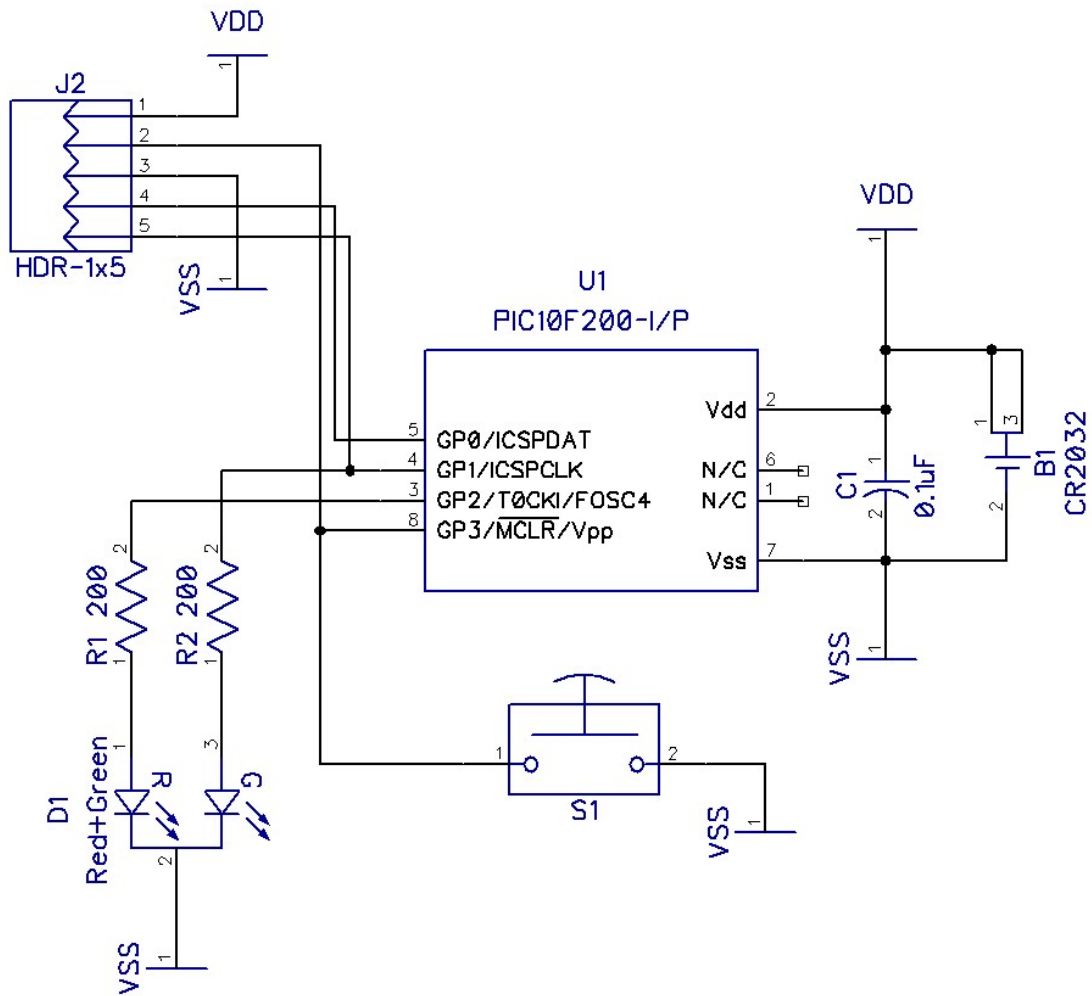 VDD
1
J2
1
2
3
4
5
HDR-1x5
VSS
1
VDD
1
U1
PIC10F200-I/P
Vdd
2
5
GP0/ICSPDAT
4
GP1/ICSPCLK
3
GP2/T0CKI/FOSC4
8
GP3/MCLR/Vpp
N/C
6
N/C
1
Vss
7
C1
0.1uF
1
2
1
3
2
B1
CR2032
VSS
1
R1 200
2
1
R2 200
2
1
D1
Red+Green
1
R
3
G
2
VSS
1
1
2
S1
VSS
1